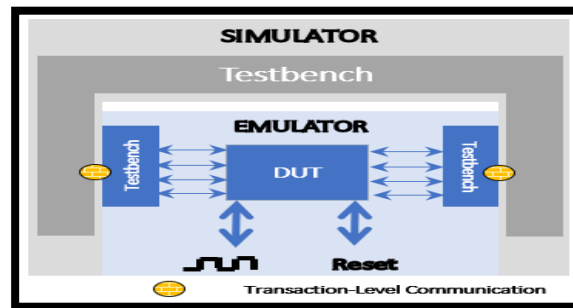 SIMULATOR
Testbench
EMULATOR
Testbench
DUT
Testbench
Reset
Transaction-Level Communication